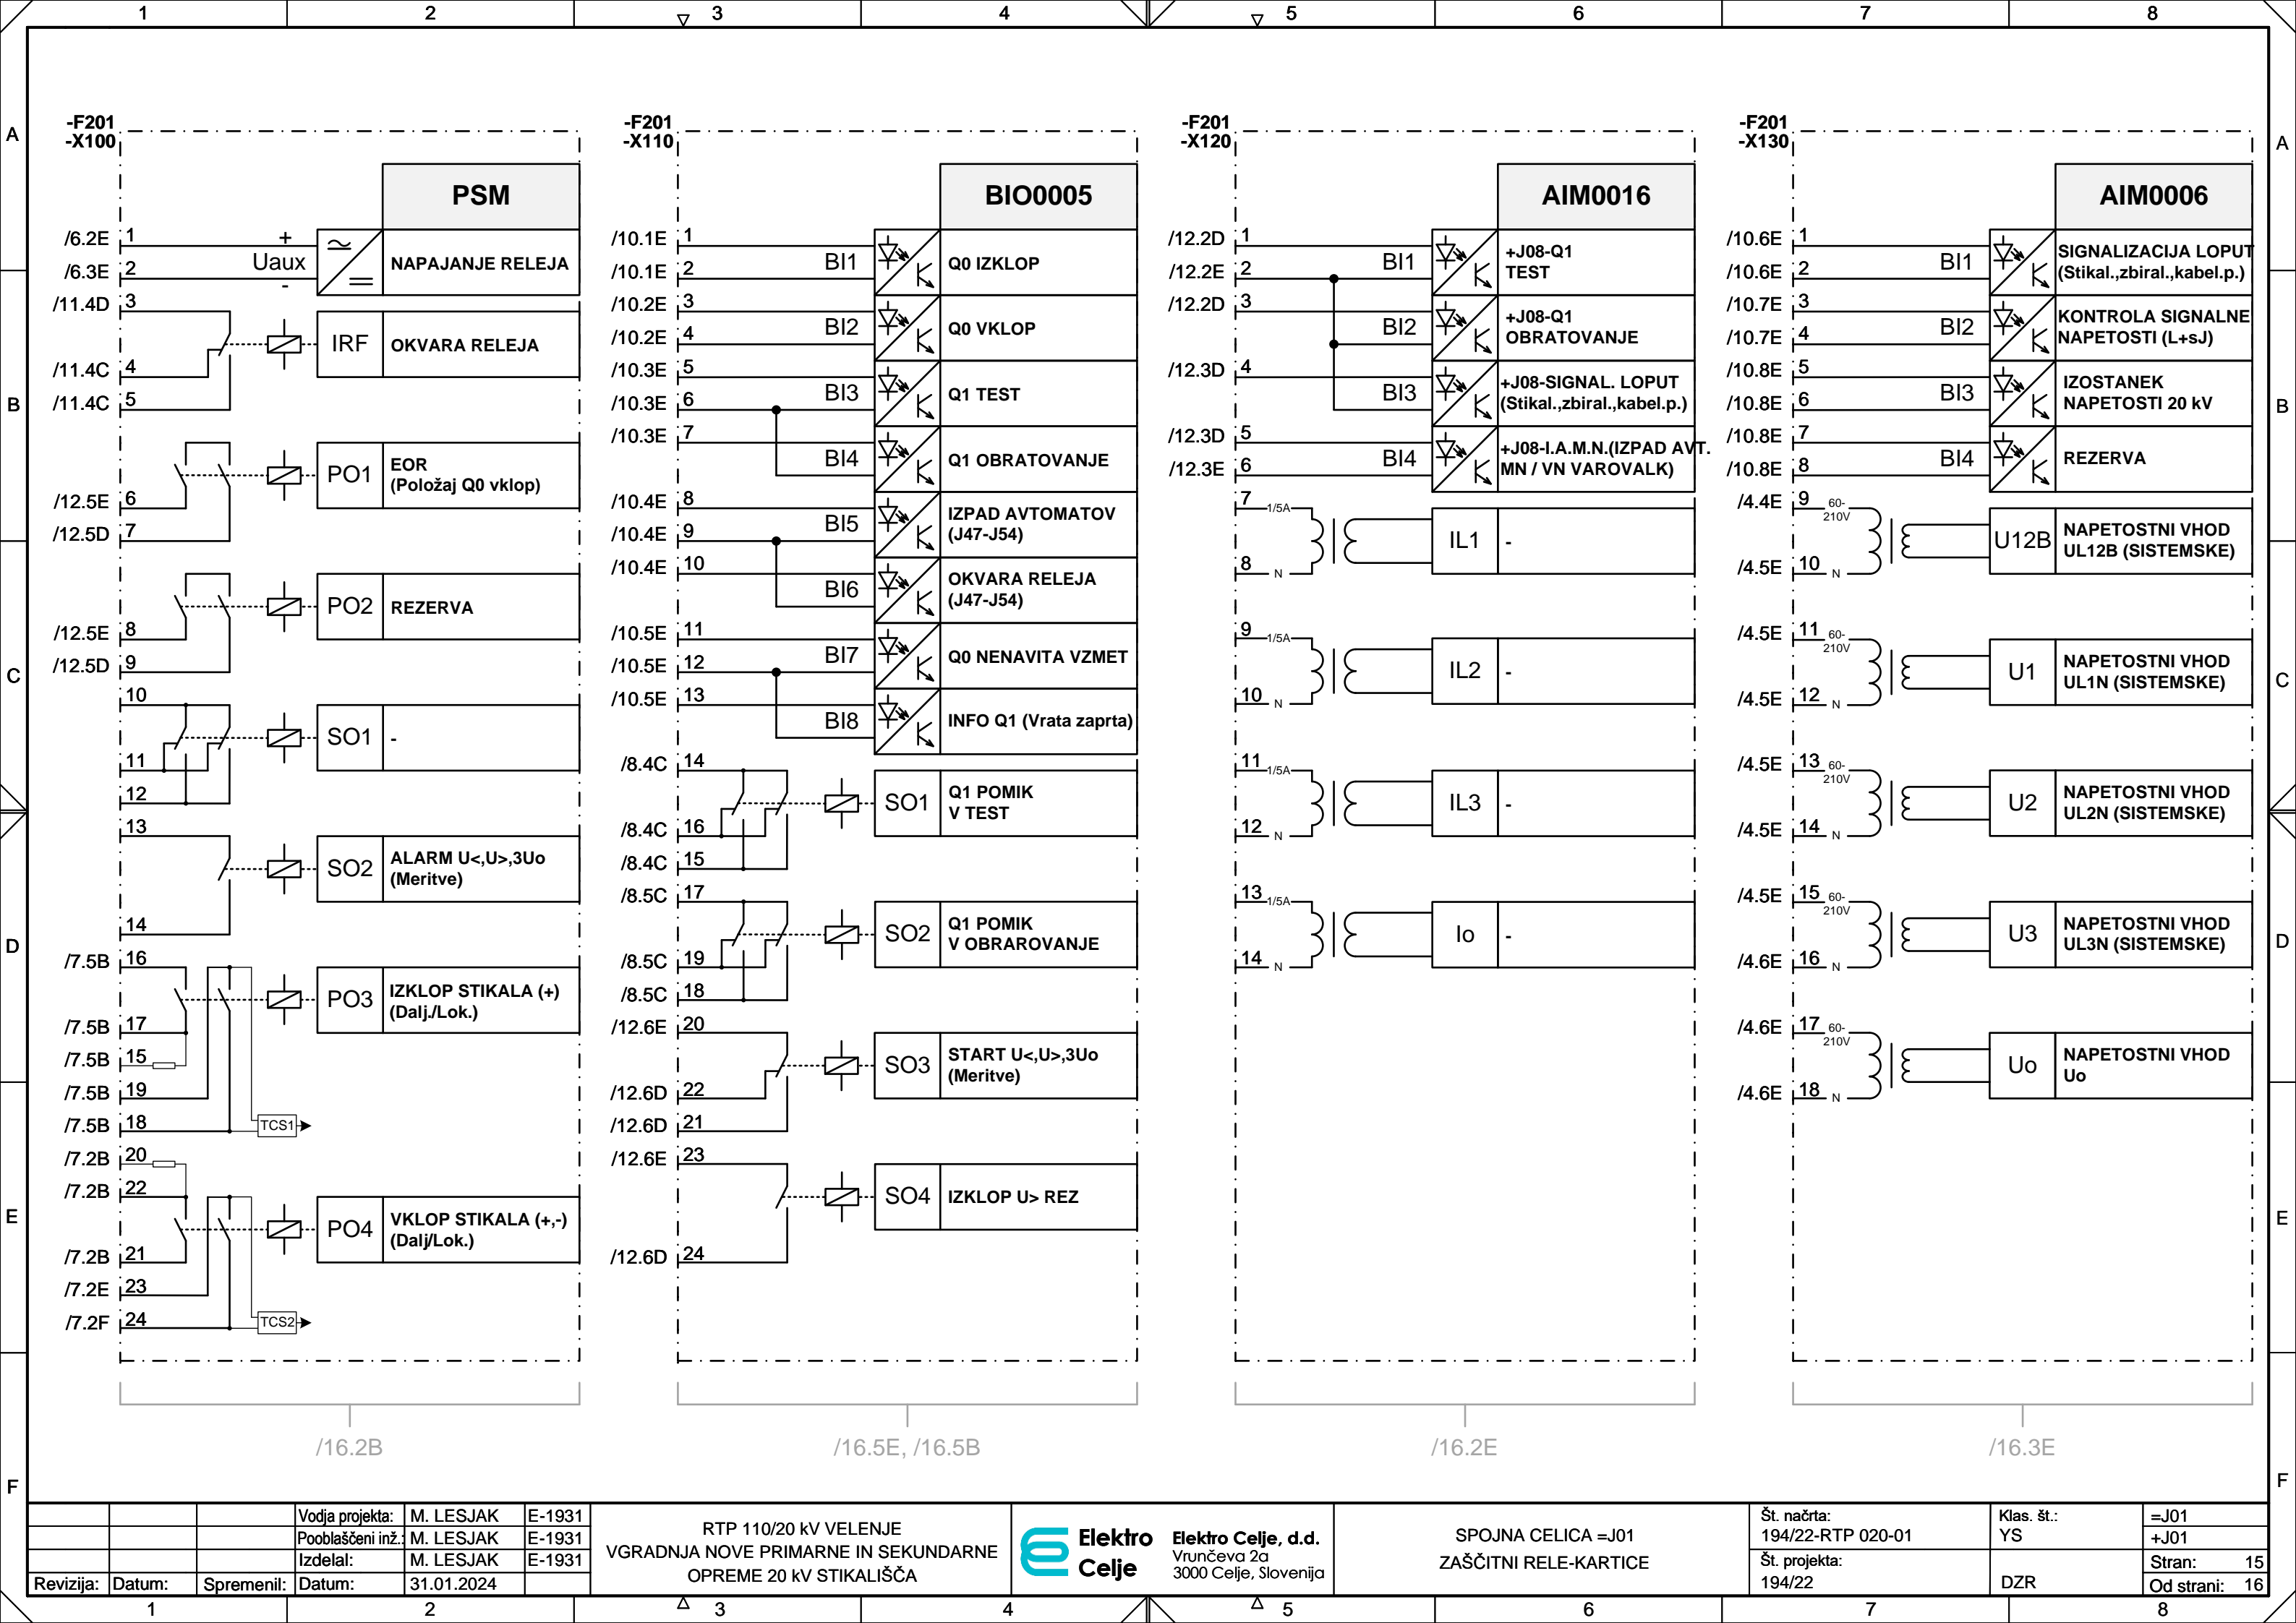 1 2 3 4 5 6 7 8
A A
B B
C C
D D
E E
F F
-F201
-X100
PSM
/6.2E 1 +
Uaux
/6.3E 2 -
NAPAJANJE RELEJA
/11.4D 3
/11.4C 4
/11.4C 5
IRF OKVARA RELEJA
PO1 EOR
(Položaj Q0 vklop)
/12.5E 6
/12.5D 7
PO2 REZERVA
/12.5E 8
/12.5D 9
10
SO1 -
11
12
13
SO2 ALARM U<,U>,3Uo
(Meritve)
14
/7.5B 16
PO3 IZKLOP STIKALA (+)
(Dalj./Lok.)
/7.5B 17
/7.5B 15
/7.5B 19
/7.5B 18 TCS1
/7.2B 20
/7.2B 22
PO4 VKLOP STIKALA (+,-)
(Dalj/Lok.)
/7.2B 21
/7.2E 23
/7.2F 24 TCS2
/16.2B
-F201
-X110
BIO0005
/10.1E 1
/10.1E 2 BI1 Q0 IZKLOP
/10.2E 3
/10.2E 4 BI2 Q0 VKLOP
/10.3E 5
/10.3E 6 BI3 Q1 TEST
/10.3E 7
BI4 Q1 OBRATOVANJE
/10.4E 8
/10.4E 9 BI5 IZPAD AVTOMATOV
(J47-J54)
/10.4E 10
BI6 OKVARA RELEJA
(J47-J54)
/10.5E 11
/10.5E 12 BI7 Q0 NENAVITA VZMET
/10.5E 13
BI8 INFO Q1 (Vrata zaprta)
/8.4C 14
SO1 Q1 POMIK
V TEST
/8.4C 16
/8.4C 15
/8.5C 17
SO2 Q1 POMIK
V OBRAROVANJE
/8.5C 19
/8.5C 18
/12.6E 20
SO3 START U<,U>,3Uo
(Meritve)
/12.6D 22
/12.6D 21
/12.6E 23
SO4 IZKLOP U> REZ
/12.6D 24
/16.5E, /16.5B
-F201
-X120
AIM0016
/12.2D 1
/12.2E 2 BI1 +J08-Q1
TEST
/12.2D 3
BI2 +J08-Q1
OBRATOVANJE
/12.3D 4
BI3 +J08-SIGNAL. LOPUT
(Stikal.,zbiral.,kabel.p.)
/12.3D 5
/12.3E 6 BI4 +J08-I.A.M.N.(IZPAD AVT.
MN / VN VAROVALK)
7 1/5A
IL1 -
8 N
9 1/5A
IL2 -
10 N
11 1/5A
IL3 -
12 N
13 1/5A
Io -
14 N
/16.2E
-F201
-X130
AIM0006
/10.6E 1
/10.6E 2 BI1 SIGNALIZACIJA LOPUT
(Stikal.,zbiral.,kabel.p.)
/10.7E 3
/10.7E 4 BI2 KONTROLA SIGNALNE
NAPETOSTI (L+sJ)
/10.8E 5
/10.8E 6 BI3 IZOSTANEK
NAPETOSTI 20 kV
/10.8E 7
/10.8E 8 BI4 REZERVA
/4.4E 9 60-
210V
U12B NAPETOSTNI VHOD
UL12B (SISTEMSKE)
/4.5E 10 N
/4.5E 11 60-
210V
U1 NAPETOSTNI VHOD
UL1N (SISTEMSKE)
/4.5E 12 N
/4.5E 13 60-
210V
U2 NAPETOSTNI VHOD
UL2N (SISTEMSKE)
/4.5E 14 N
/4.5E 15 60-
210V
U3 NAPETOSTNI VHOD
UL3N (SISTEMSKE)
/4.6E 16 N
/4.6E 17 60-
210V
Uo NAPETOSTNI VHOD
Uo
/4.6E 18 N
/16.3E
Vodja projekta: M. LESJAK E-1931
Pooblaščeni inž.: M. LESJAK E-1931
Izdelal: M. LESJAK E-1931
Revizija: Datum: Spremenil: Datum: 31.01.2024
RTP 110/20 kV VELENJE
VGRADNJA NOVE PRIMARNE IN SEKUNDARNE
OPREME 20 kV STIKALIŠČA
Elektro
Celje
Elektro Celje, d.d.
Vrunčeva 2a
3000 Celje, Slovenija
SPOJNA CELICA =J01
ZAŠČITNI RELE-KARTICE
Št. načrta:
194/22-RTP 020-01
Št. projekta:
194/22
Klas. št.:
YS
DZR
=J01
+J01
Stran: 15
Od strani: 16
1 2 3 4 5 6 7 8